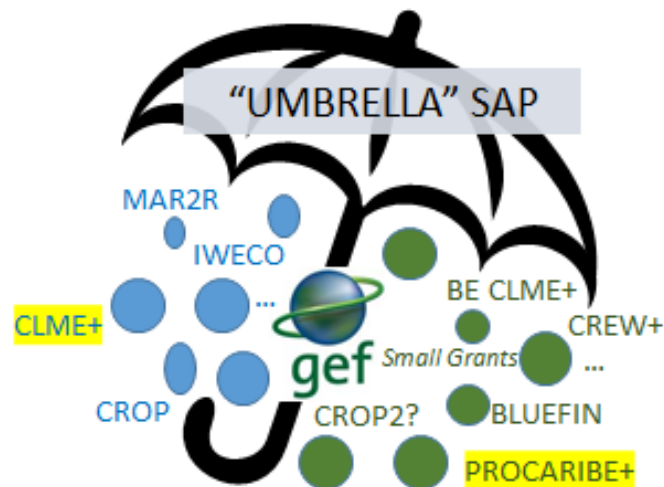 “UMBRELLA” SAP
MAR2R
IWECO
...
CLME+
BE CLME+
CREW+
gef
Small Grants
...
CROP
CROP2?
BLUEFIN
PROCARIBE+